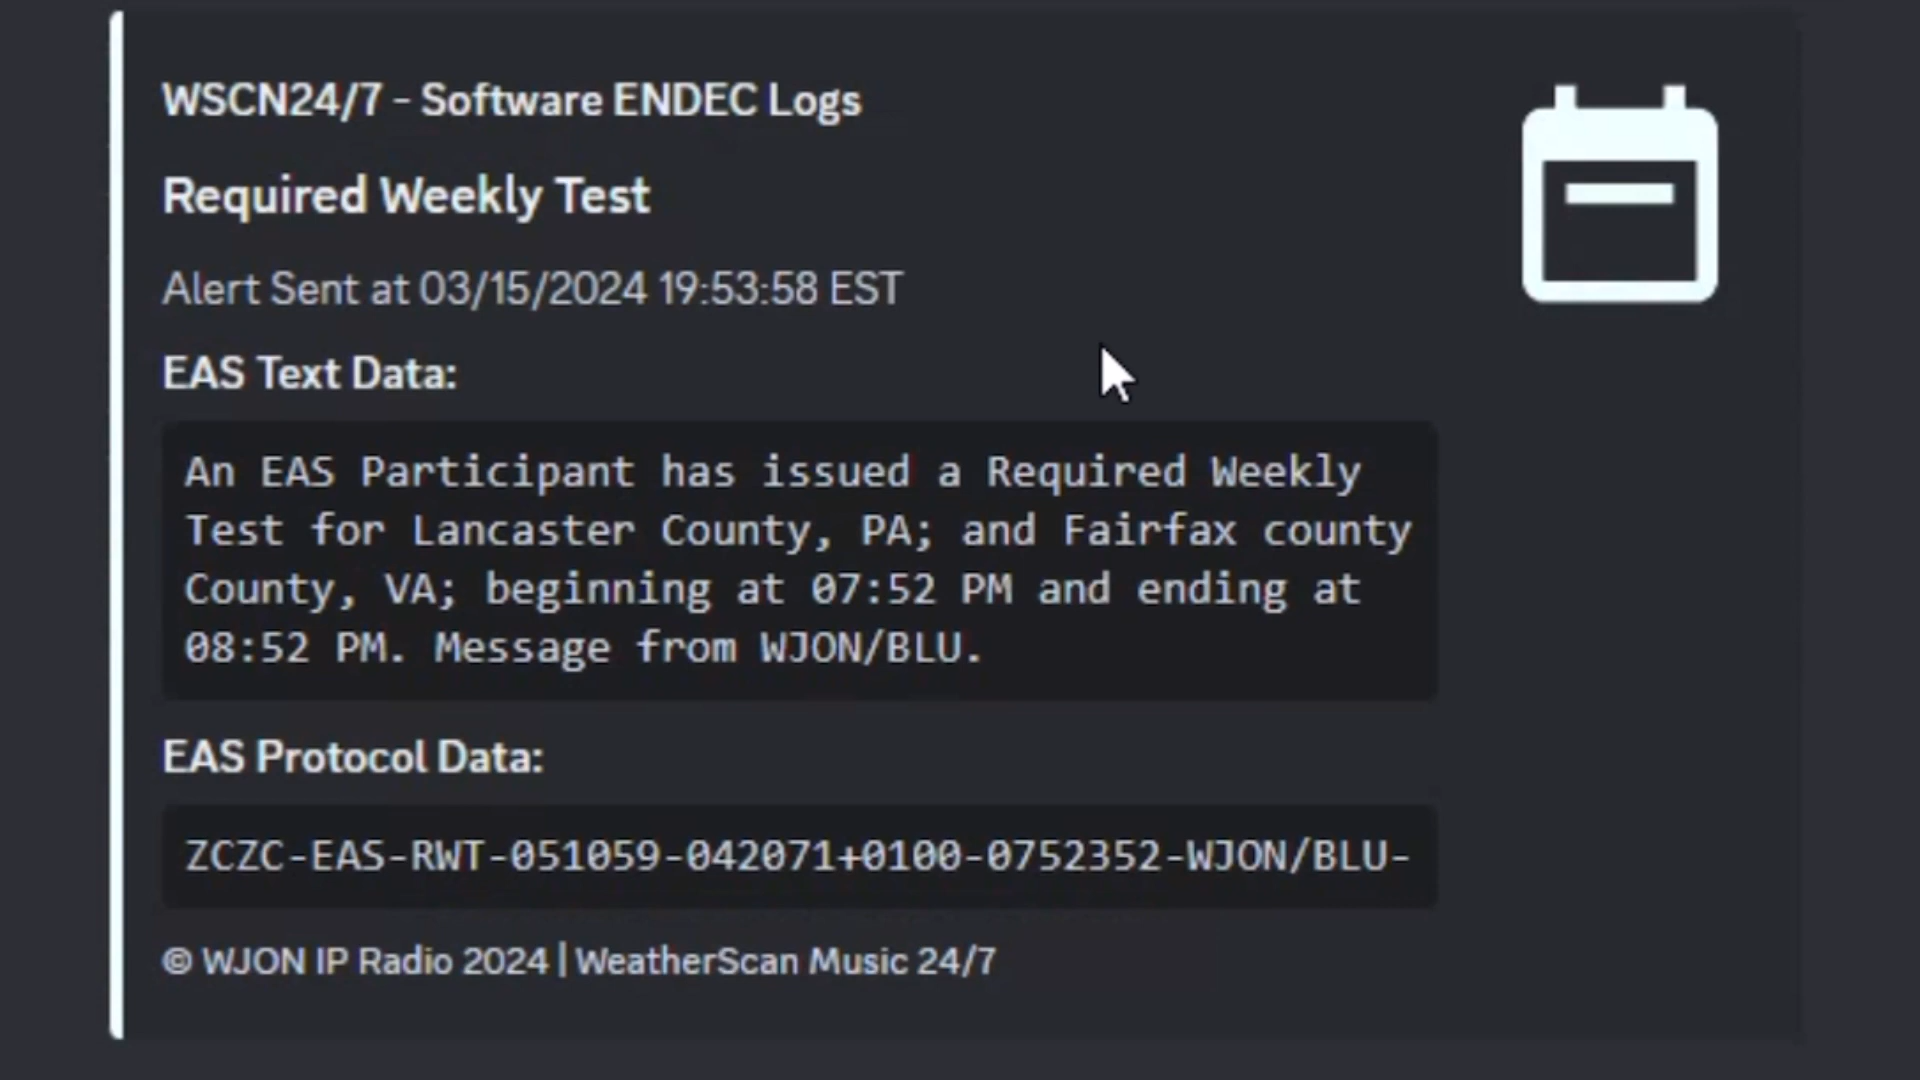 WSCN24/7 - Software ENDEC Logs
Required Weekly Test
Alert Sent at 03/15/2024 19:53:58 EST
EAS Text Data:
An EAS Participant has issued a Required Weekly
Test for Lancaster County, PA; and Fairfax county
County, VA; beginning at 07:52 PM and ending at
08:52 PM. Message from WJON/BLU.
EAS Protocol Data:
ZCZC-EAS-RWT-051059-042071+0100-0752352-WJON/BLU-
© WJON IP Radio 2024 | WeatherScan Music 24/7